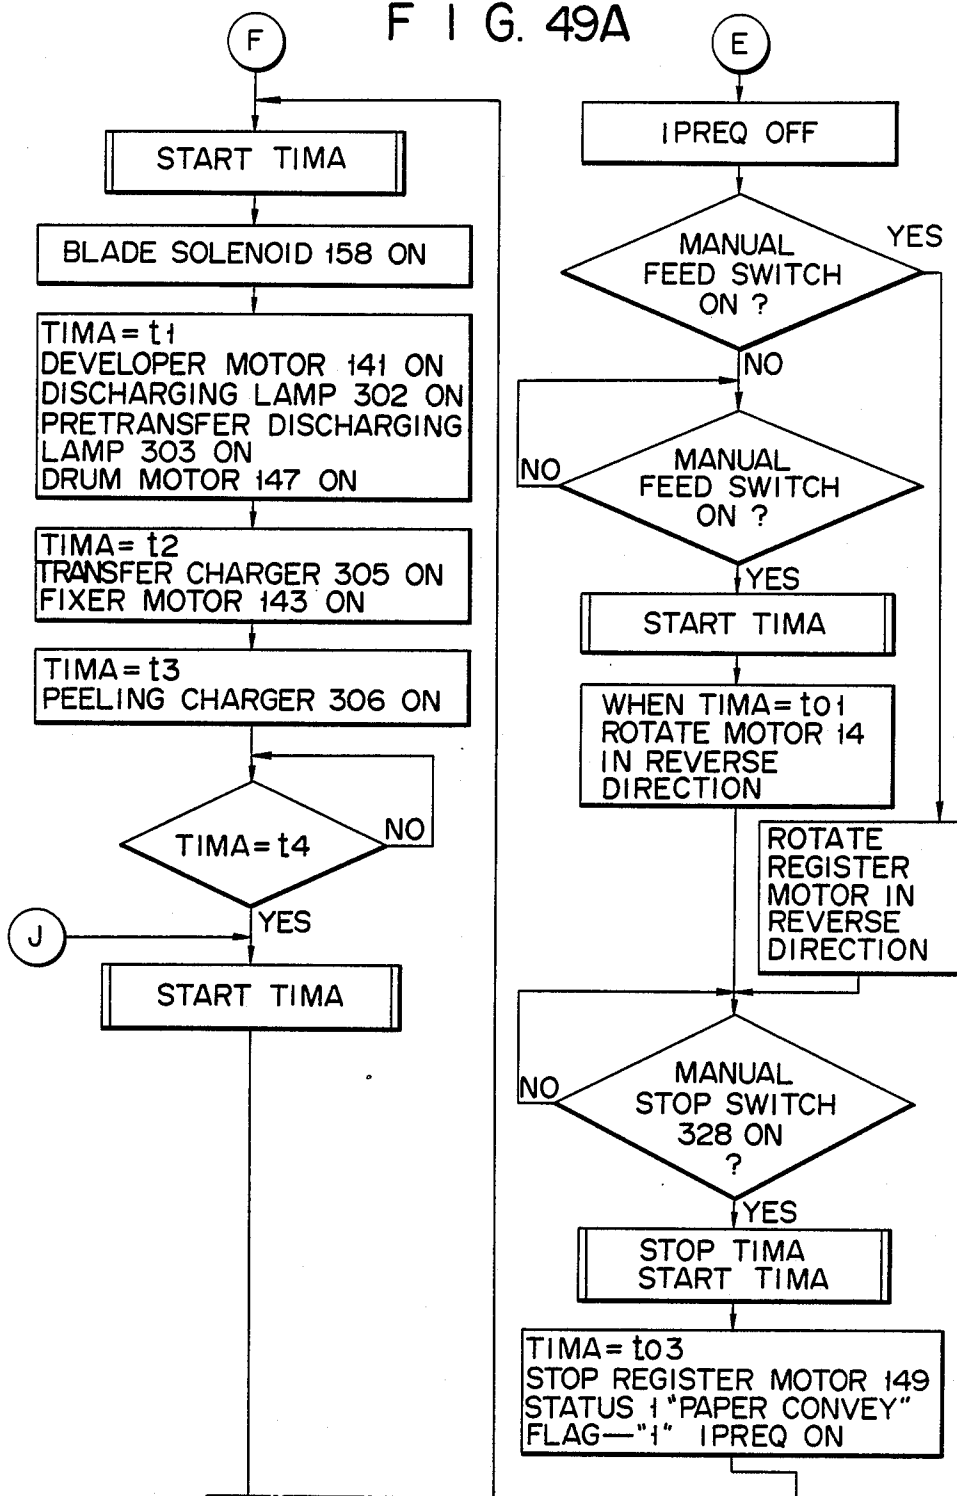 F I G. 49A
F
START TIMA
BLADE SOLENOID 158 ON
TIMA = t1
DEVELOPER MOTOR 141 ON
DISCHARGING LAMP 302 ON
PRETRANSFER DISCHARGING
LAMP 303 ON
DRUM MOTOR 147 ON
TIMA = t2
TRANSFER CHARGER 305 ON
FIXER MOTOR 143 ON
TIMA = t3
PEELING CHARGER 306 ON
TIMA = t4
NO
YES
J
START TIMA
E
IPREQ OFF
MANUAL
FEED SWITCH
ON ?
YES
NO
MANUAL
FEED SWITCH
ON ?
NO
YES
START TIMA
WHEN TIMA = to1
ROTATE MOTOR 14
IN REVERSE
DIRECTION
ROTATE
REGISTER
MOTOR IN
REVERSE
DIRECTION
MANUAL
STOP SWITCH
328 ON
?
NO
YES
STOP TIMA
START TIMA
TIMA = to3
STOP REGISTER MOTOR 149
STATUS 1 "PAPER CONVEY"
FLAG—"1" IPREQ ON